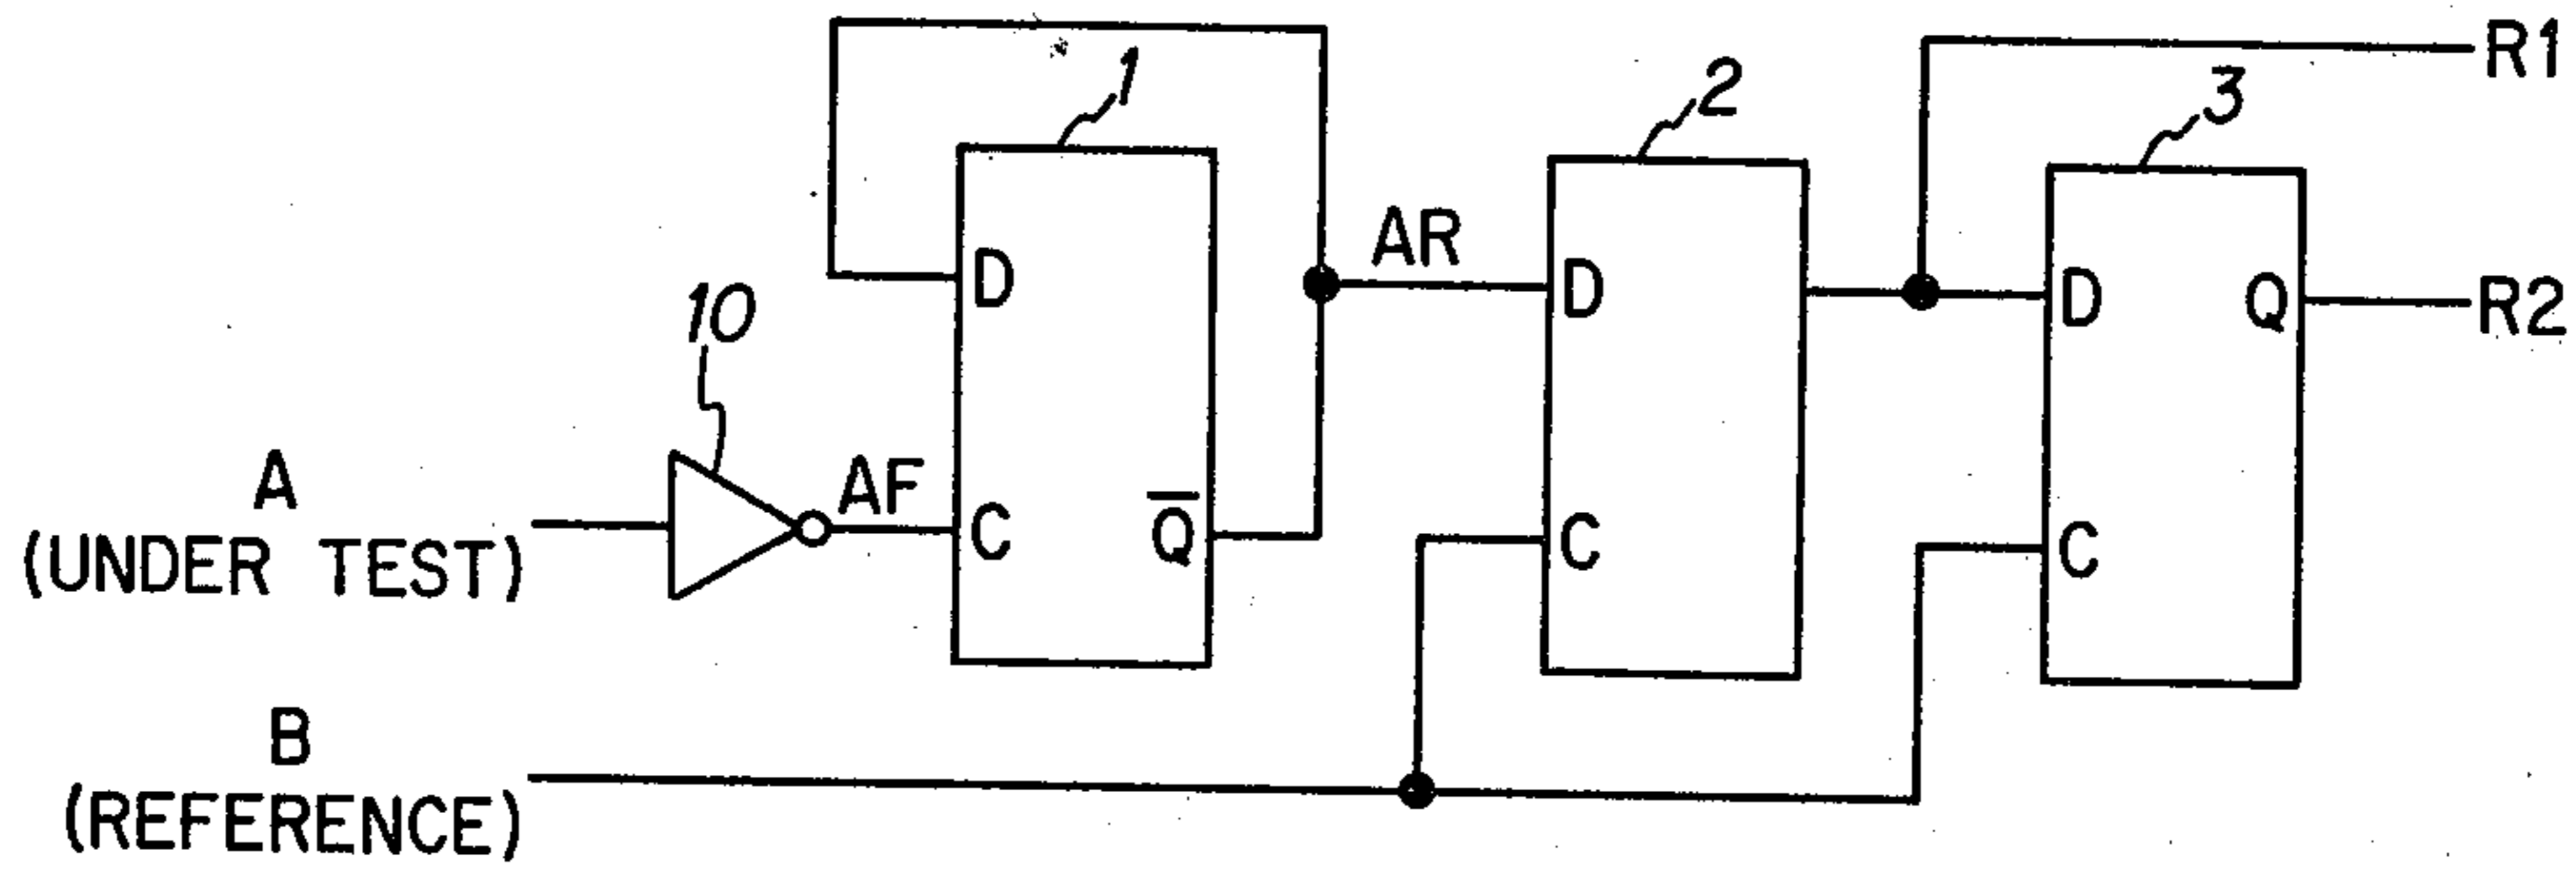 R1
1
2
3
AR
D
D
D
Q
R2
10
A
(UNDER TEST)
AF
C
Q̅
C
C
B
(REFERENCE)